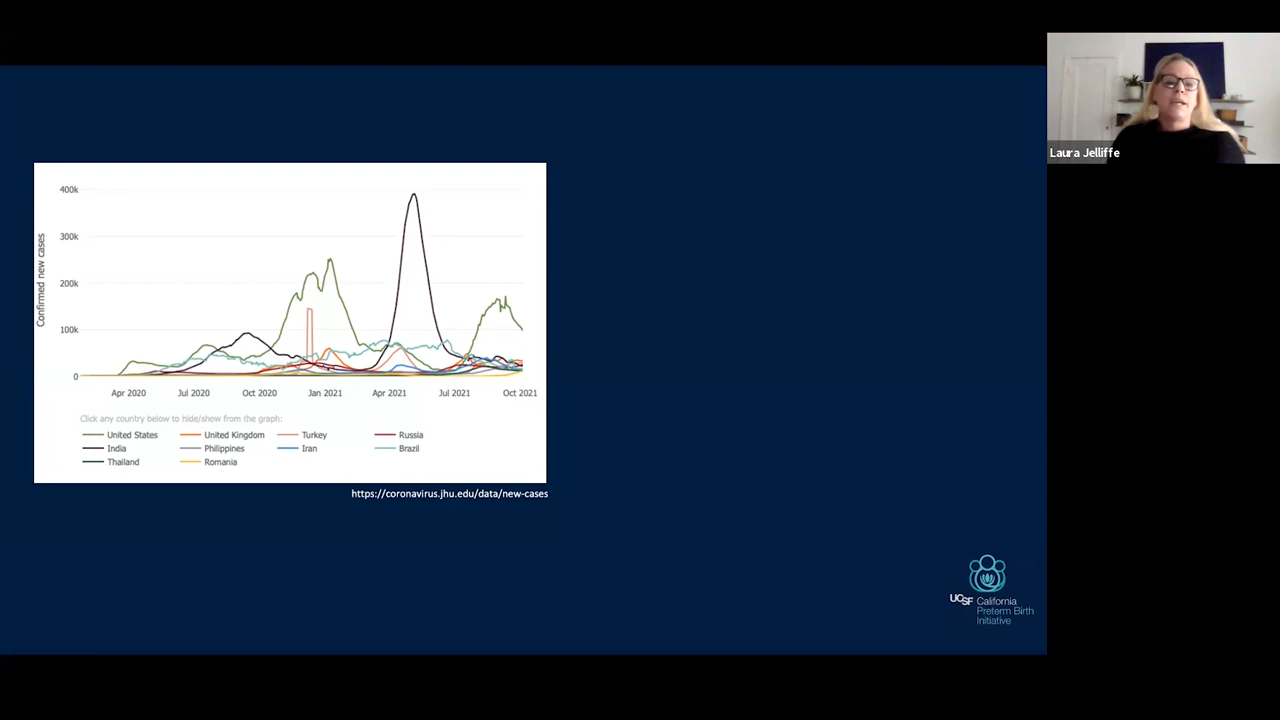 Laura Jelliffe
Confirmed new cases
400k
300k
200k
100k
0
Apr 2020 Jul 2020 Oct 2020 Jan 2021 Apr 2021 Jul 2021 Oct 2021
Click any country below to hide/show from the graph:
United States United Kingdom Turkey Russia
India Philippines Iran Brazil
Thailand Romania
https://coronavirus.jhu.edu/data/new-cases
UCSF California
Preterm Birth
Initiative